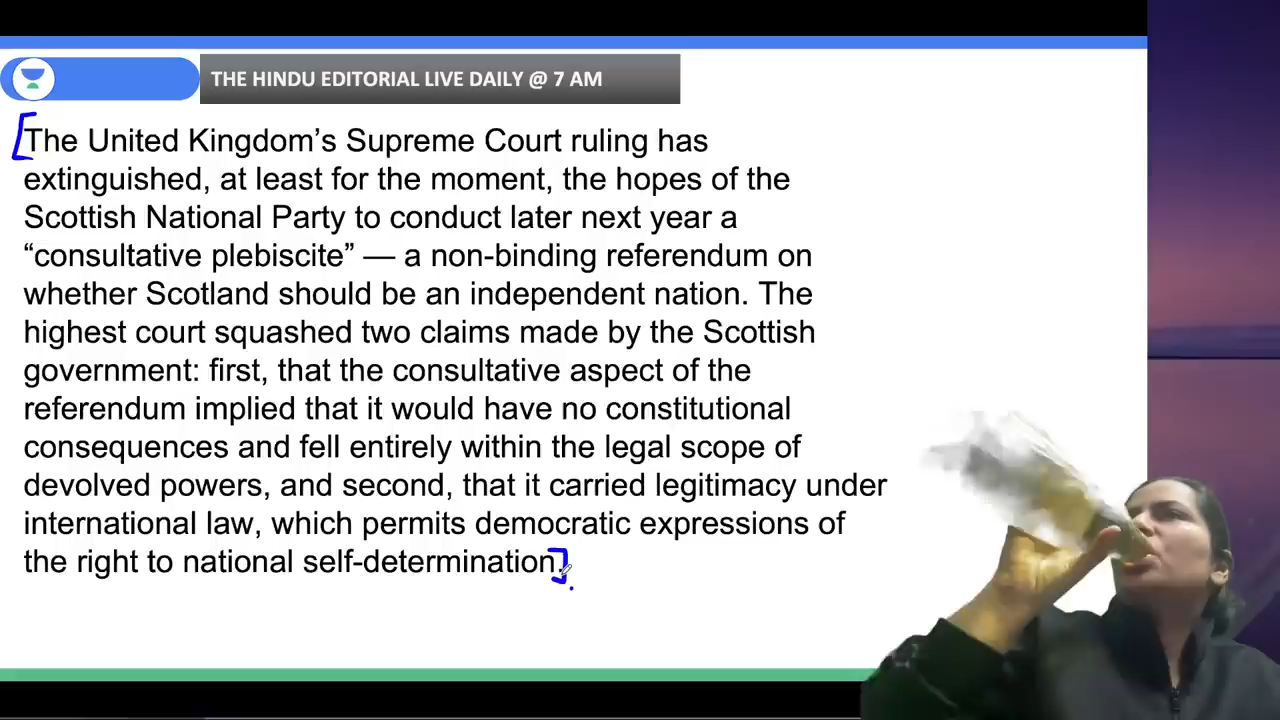 THE HINDU EDITORIAL LIVE DAILY @ 7 AM
The United Kingdom’s Supreme Court ruling has
extinguished, at least for the moment, the hopes of the
Scottish National Party to conduct later next year a
“consultative plebiscite” — a non-binding referendum on
whether Scotland should be an independent nation. The
highest court squashed two claims made by the Scottish
government: first, that the consultative aspect of the
referendum implied that it would have no constitutional
consequences and fell entirely within the legal scope of
devolved powers, and second, that it carried legitimacy under
international law, which permits democratic expressions of
the right to national self-determination.